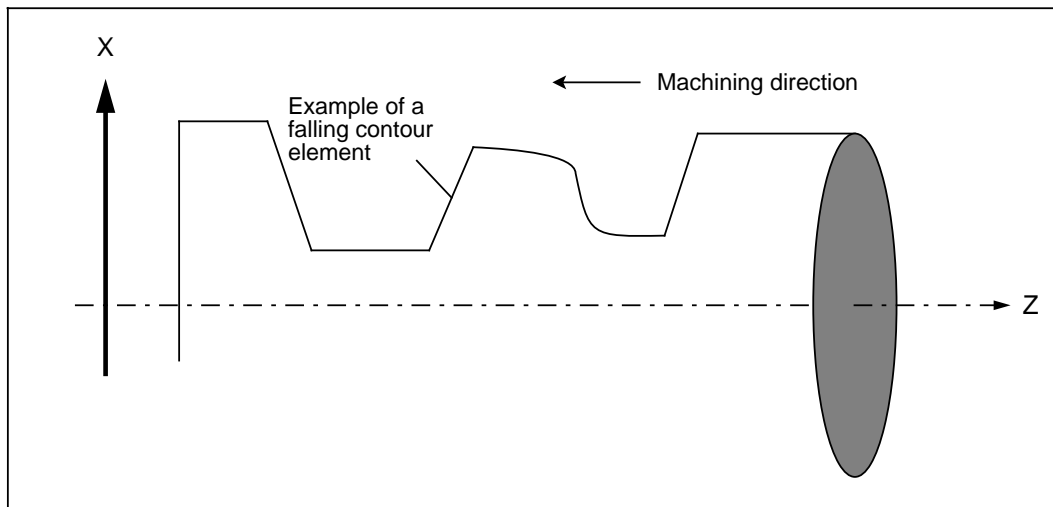 X
Machining direction
Example of a
falling contour
element
Z